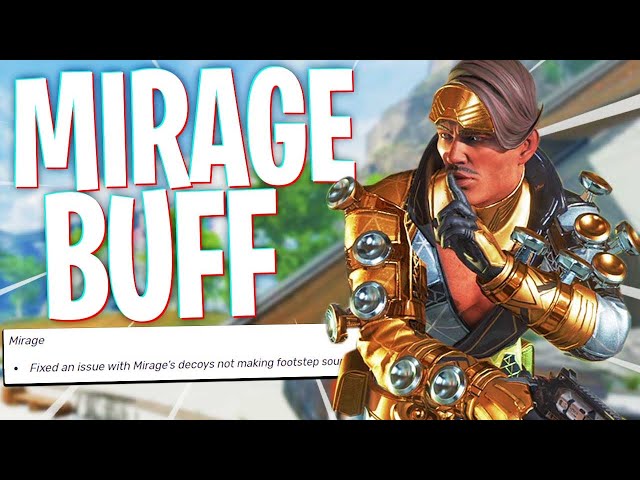 MIRAGE
BUFF
Mirage
• Fixed an issue with Mirage's decoys not making footstep